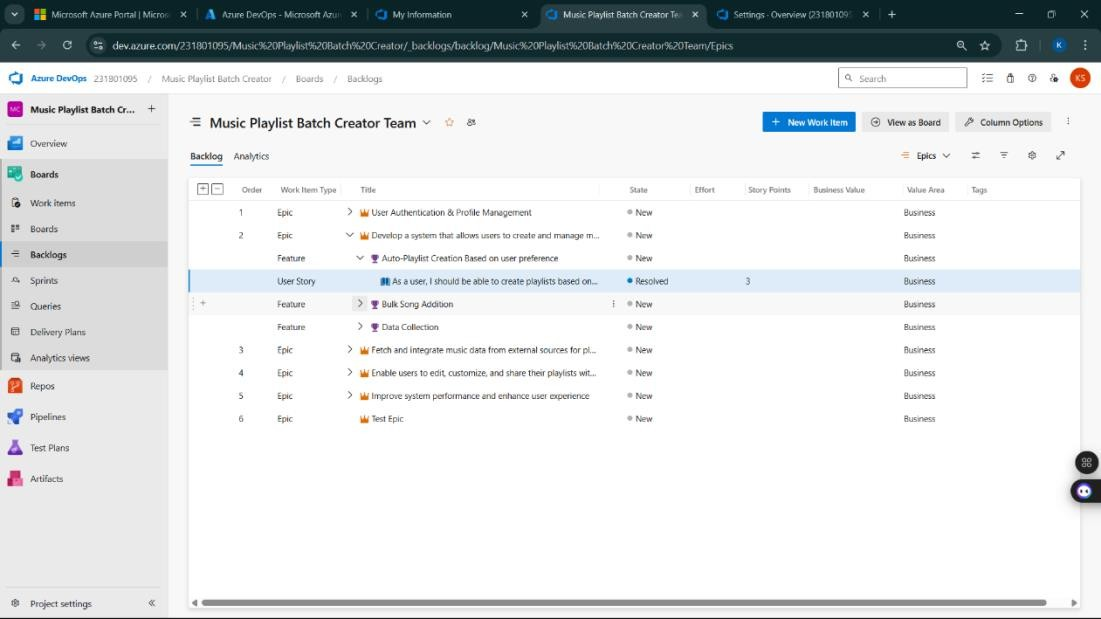 Microsoft Azure Portal | Micros
Azure DevOps - Microsoft Azur
My Information
Music Playlist Batch Creator Tea
Settings · Overview (231801095)
dev.azure.com/231801095/Music%20Playlist%20Batch%20Creator/_backlogs/backlog/Music%20Playlist%20Batch%20Creator%20Team/Epics
K
Azure DevOps 231801095 / Music Playlist Batch Creator / Boards / Backlogs
Search
KS
MC Music Playlist Batch Cr...
Overview
Boards
Work items
Boards
Backlogs
Sprints
Queries
Delivery Plans
Analytics views
Repos
Pipelines
Test Plans
Artifacts
Project settings
Music Playlist Batch Creator Team
New Work Item
View as Board
Column Options
Backlog Analytics
Epics
Order Work Item Type Title State Effort Story Points Business Value Value Area Tags
1 Epic User Authentication & Profile Management New Business
2 Epic Develop a system that allows users to create and manage m... New Business
Feature Auto-Playlist Creation Based on user preference New Business
User Story As a user, I should be able to create playlists based on... Resolved 3 Business
Feature Bulk Song Addition New Business
Feature Data Collection New Business
3 Epic Fetch and integrate music data from external sources for pl... New Business
4 Epic Enable users to edit, customize, and share their playlists wit... New Business
5 Epic Improve system performance and enhance user experience New Business
6 Epic Test Epic New Business